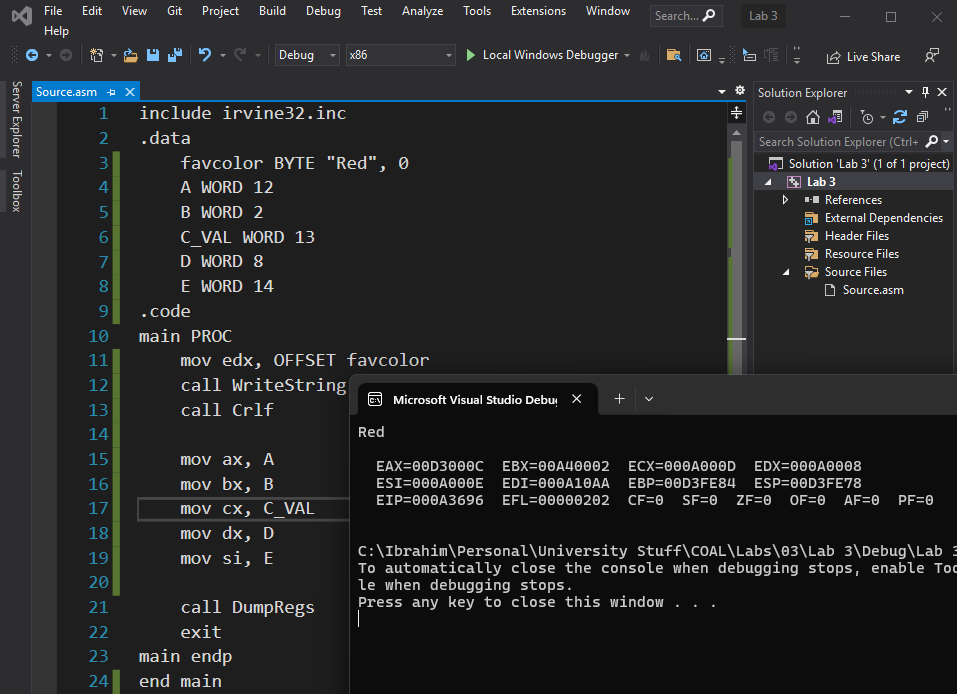 File Edit View Git Project Build Debug Test Analyze Tools Extensions Window Search... Lab 3
Help
Debug x86 Local Windows Debugger Live Share
Server Explorer
Toolbox
Source.asm
1 include irvine32.inc
2 .data
3 favcolor BYTE "Red", 0
4 A WORD 12
5 B WORD 2
6 C_VAL WORD 13
7 D WORD 8
8 E WORD 14
9 .code
10 main PROC
11 mov edx, OFFSET favcolor
12 call WriteString
13 call Crlf
14
15 mov ax, A
16 mov bx, B
17 mov cx, C_VAL
18 mov dx, D
19 mov si, E
20
21 call DumpRegs
22 exit
23 main endp
24 end main
Solution Explorer
Search Solution Explorer (Ctrl+
Solution 'Lab 3' (1 of 1 project)
Lab 3
References
External Dependencies
Header Files
Resource Files
Source Files
Source.asm
Microsoft Visual Studio Debu
Red
EAX=00D3000C EBX=00A40002 ECX=000A000D EDX=000A0008
ESI=000A000E EDI=000A10AA EBP=00D3FE84 ESP=00D3FE78
EIP=000A3696 EFL=00000202 CF=0 SF=0 ZF=0 OF=0 AF=0 PF=0
C:\Ibrahim\Personal\University Stuff\COAL\Labs\03\Lab 3\Debug\Lab 3
To automatically close the console when debugging stops, enable Too
le when debugging stops.
Press any key to close this window . . .